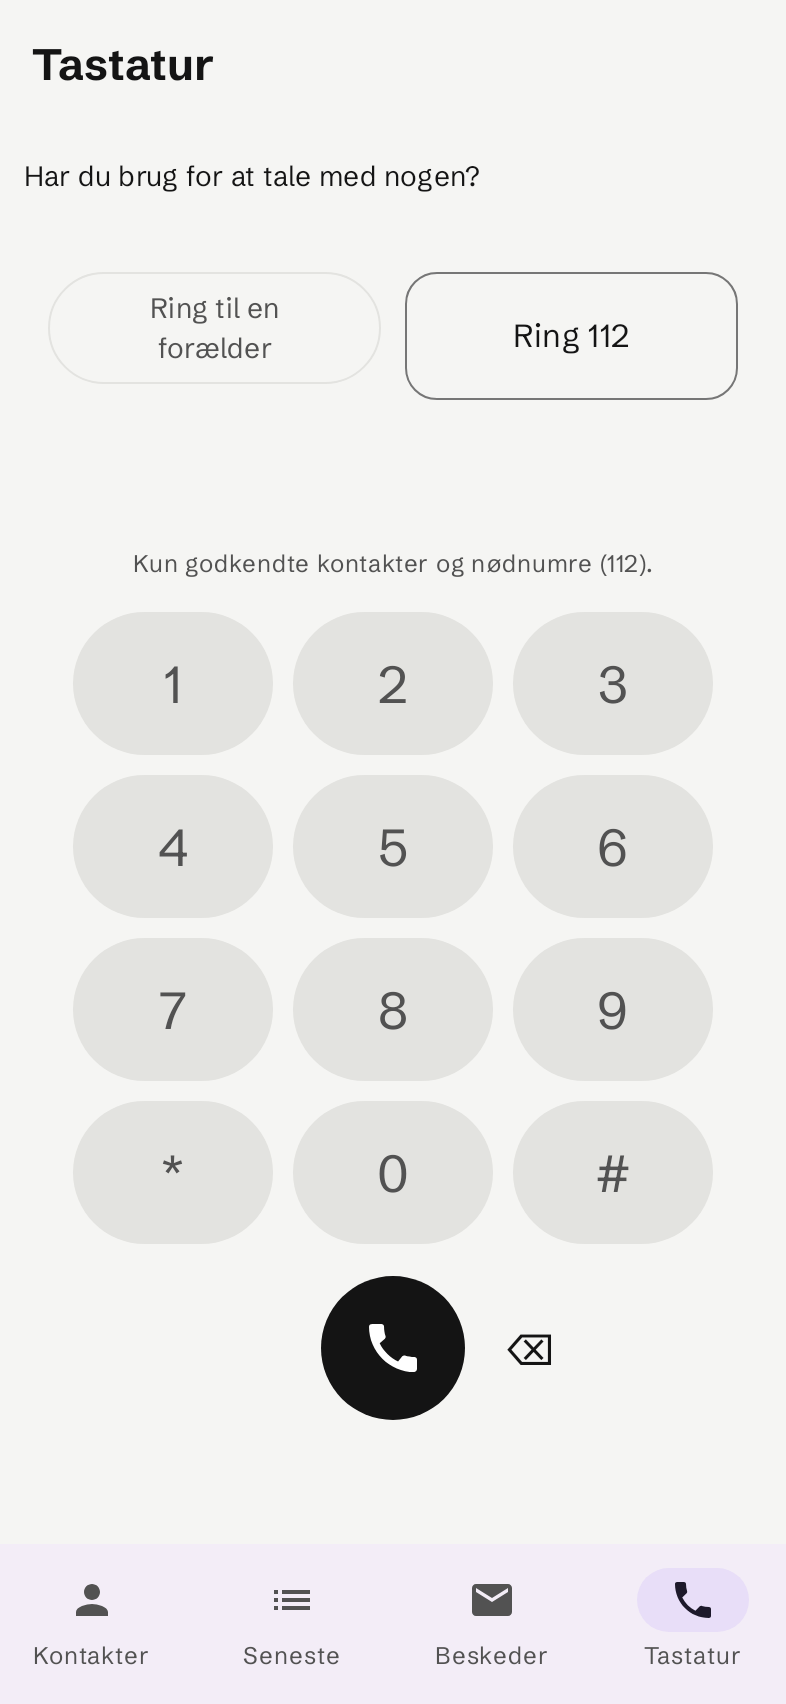 Tastatur
Har du brug for at tale med nogen?
Ring til en
forælder
Ring 112
Kun godkendte kontakter og nødnumre (112).
1 2 3
4 5 6
7 8 9
* 0 #
Kontakter Seneste Beskeder Tastatur